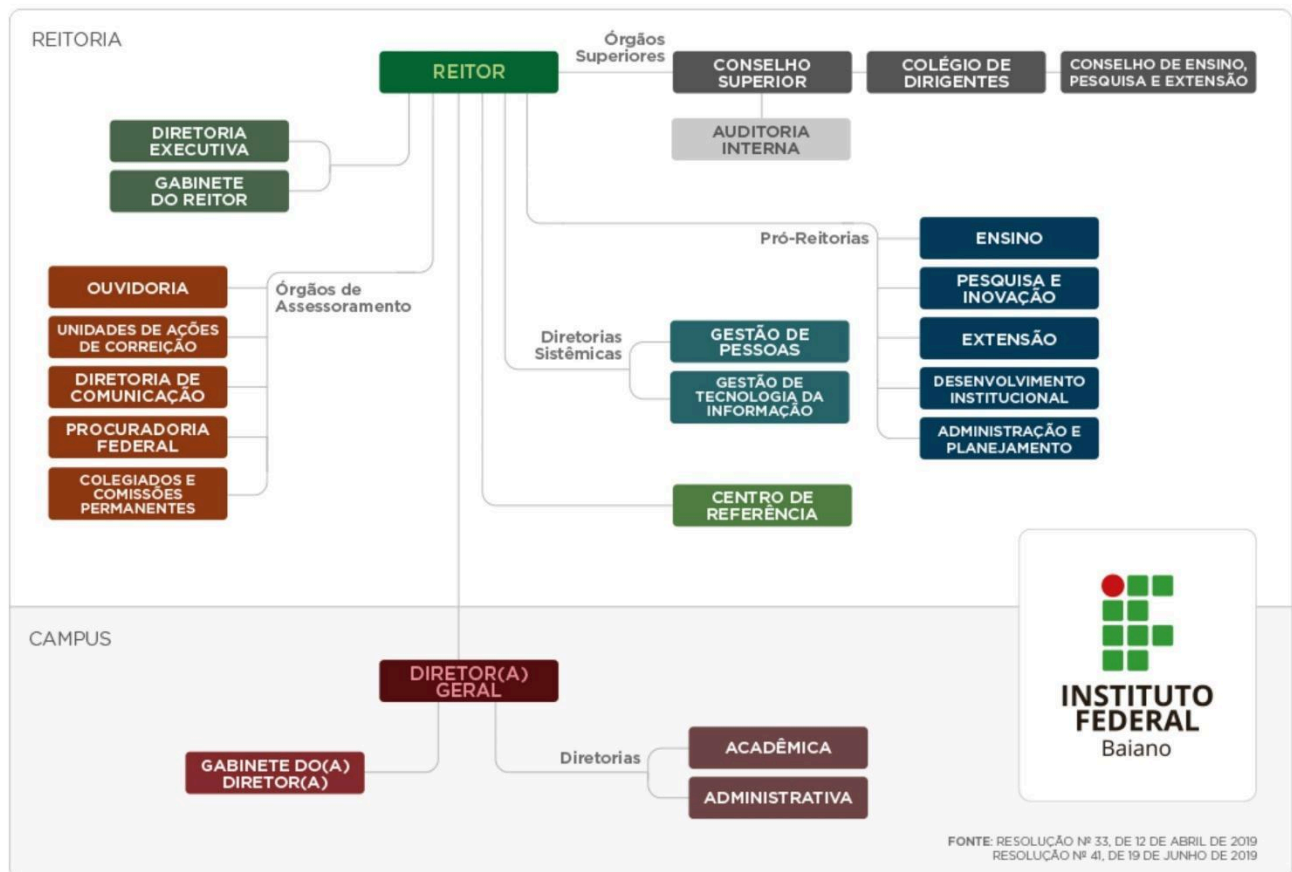 REITORIA
REITOR
Órgãos
Superiores
CONSELHO
SUPERIOR
COLÉGIO DE
DIRIGENTES
CONSELHO DE ENSINO,
PESQUISA E EXTENSÃO
AUDITORIA
INTERNA
DIRETORIA
EXECUTIVA
GABINETE
DO REITOR
Pró-Reitorias
ENSINO
PESQUISA E
INOVAÇÃO
EXTENSÃO
DESENVOLVIMENTO
INSTITUCIONAL
ADMINISTRAÇÃO E
PLANEJAMENTO
Órgãos de
Assessoramento
OUVIDORIA
UNIDADES DE AÇÕES
DE CORREIÇÃO
DIRETORIA DE
COMUNICAÇÃO
PROCURADORIA
FEDERAL
COLEGIADOS E
COMISSÕES
PERMANENTES
Diretorias
Sistêmicas
GESTÃO DE
PESSOAS
GESTÃO DE
TECNOLOGIA DA
INFORMAÇÃO
CENTRO DE
REFERÊNCIA
CAMPUS
DIRETOR(A)
GERAL
GABINETE DO(A)
DIRETOR(A)
Diretorias
ACADÊMICA
ADMINISTRATIVA
INSTITUTO
FEDERAL
Baiano
FONTE: RESOLUÇÃO Nº 33, DE 12 DE ABRIL DE 2019
RESOLUÇÃO Nº 41, DE 19 DE JUNHO DE 2019